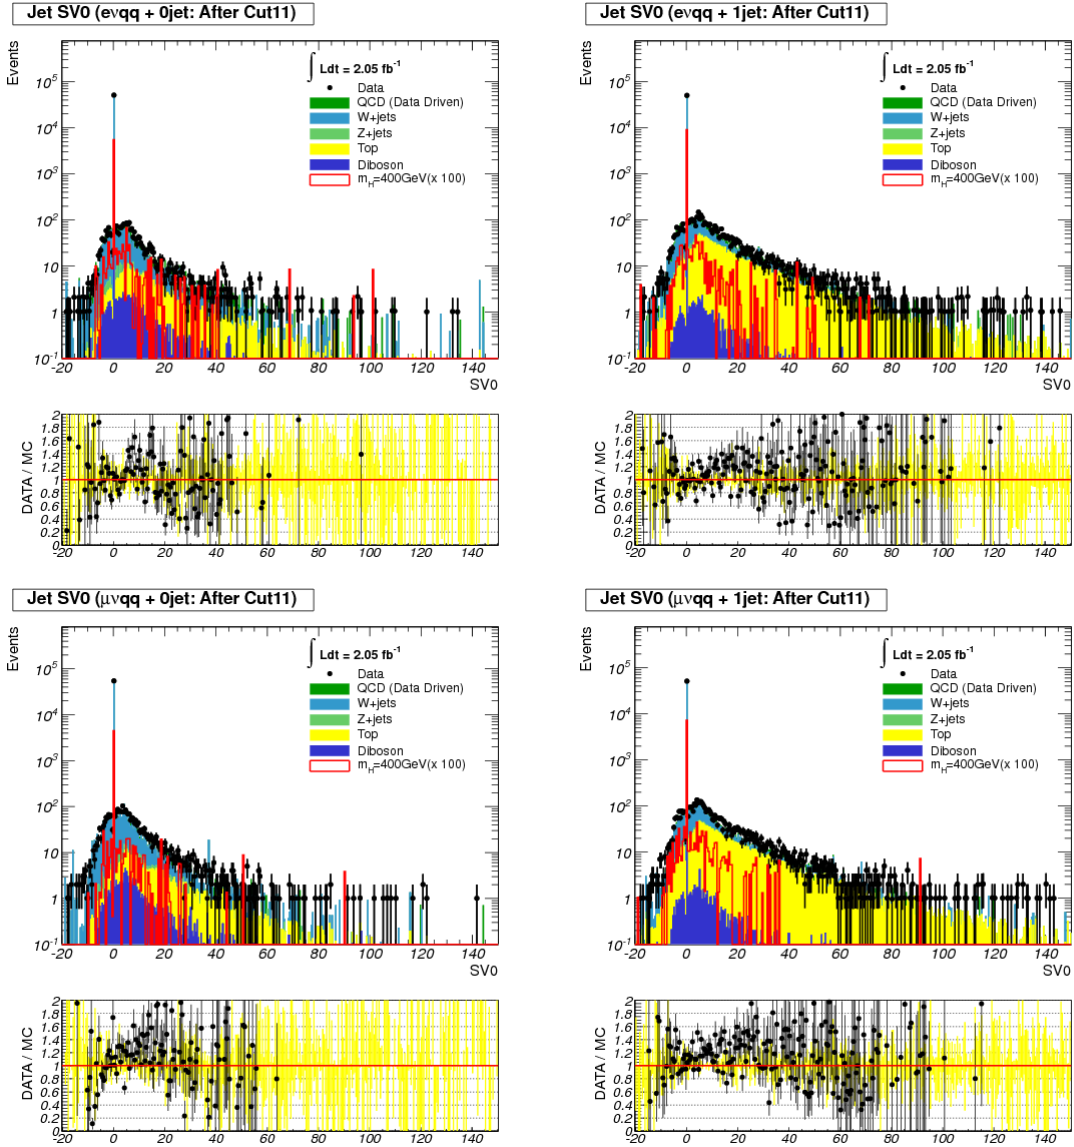 Jet SV0 (eνqq + 0jet: After Cut11)
Events
∫ Ldt = 2.05 fb⁻¹
Data
QCD (Data Driven)
W+jets
Z+jets
Top
Diboson
m_H=400GeV(x 100)
10⁵
10⁴
10³
10²
10
1
10⁻¹
-20 0 20 40 60 80 100 120 140
SV0
DATA / MC
2
1.8
1.6
1.4
1.2
1
0.8
0.6
0.4
0.2
0
-20 0 20 40 60 80 100 120 140
Jet SV0 (eνqq + 1jet: After Cut11)
Events
∫ Ldt = 2.05 fb⁻¹
Data
QCD (Data Driven)
W+jets
Z+jets
Top
Diboson
m_H=400GeV(x 100)
10⁵
10⁴
10³
10²
10
1
10⁻¹
-20 0 20 40 60 80 100 120 140
SV0
DATA / MC
2
1.8
1.6
1.4
1.2
1
0.8
0.6
0.4
0.2
0
-20 0 20 40 60 80 100 120 140
Jet SV0 (μνqq + 0jet: After Cut11)
Events
∫ Ldt = 2.05 fb⁻¹
Data
QCD (Data Driven)
W+jets
Z+jets
Top
Diboson
m_H=400GeV(x 100)
10⁵
10⁴
10³
10²
10
1
10⁻¹
-20 0 20 40 60 80 100 120 140
SV0
DATA / MC
2
1.8
1.6
1.4
1.2
1
0.8
0.6
0.4
0.2
0
-20 0 20 40 60 80 100 120 140
Jet SV0 (μνqq + 1jet: After Cut11)
Events
∫ Ldt = 2.05 fb⁻¹
Data
QCD (Data Driven)
W+jets
Z+jets
Top
Diboson
m_H=400GeV(x 100)
10⁵
10⁴
10³
10²
10
1
10⁻¹
-20 0 20 40 60 80 100 120 140
SV0
DATA / MC
2
1.8
1.6
1.4
1.2
1
0.8
0.6
0.4
0.2
0
-20 0 20 40 60 80 100 120 140